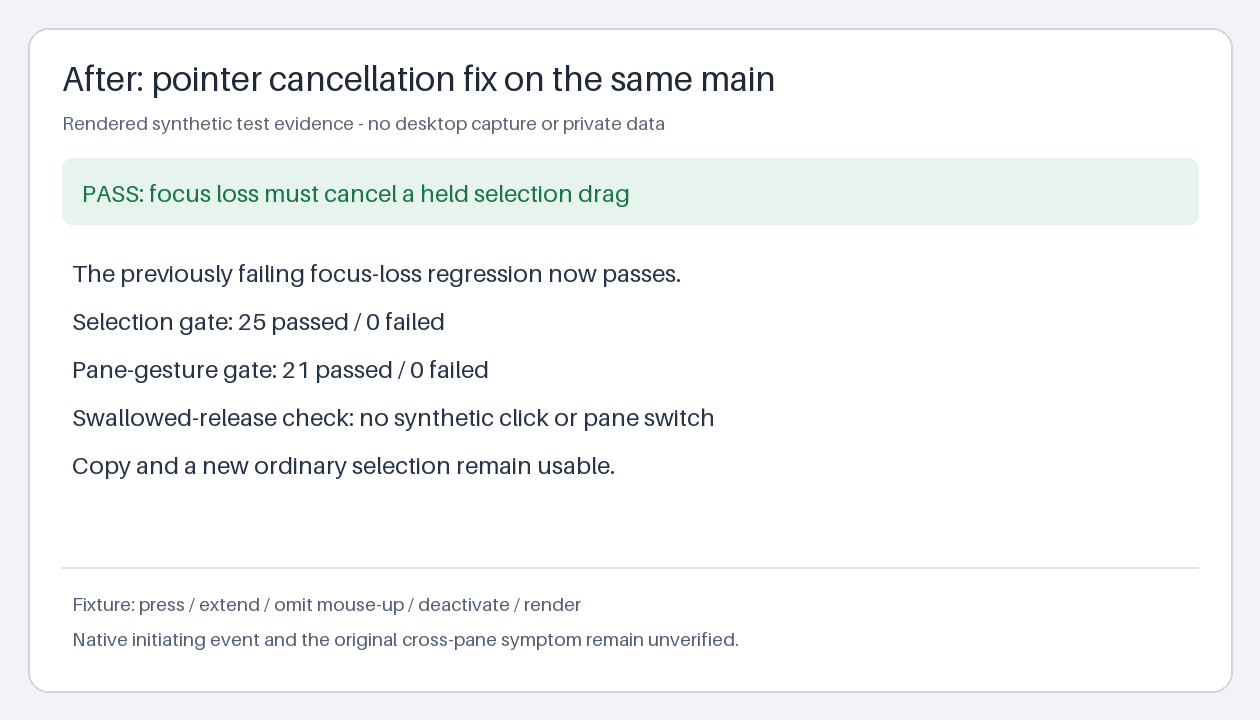 After: pointer cancellation fix on the same main
Rendered synthetic test evidence - no desktop capture or private data
PASS: focus loss must cancel a held selection drag
The previously failing focus-loss regression now passes.
Selection gate: 25 passed / 0 failed
Pane-gesture gate: 21 passed / 0 failed
Swallowed-release check: no synthetic click or pane switch
Copy and a new ordinary selection remain usable.
Fixture: press / extend / omit mouse-up / deactivate / render
Native initiating event and the original cross-pane symptom remain unverified.